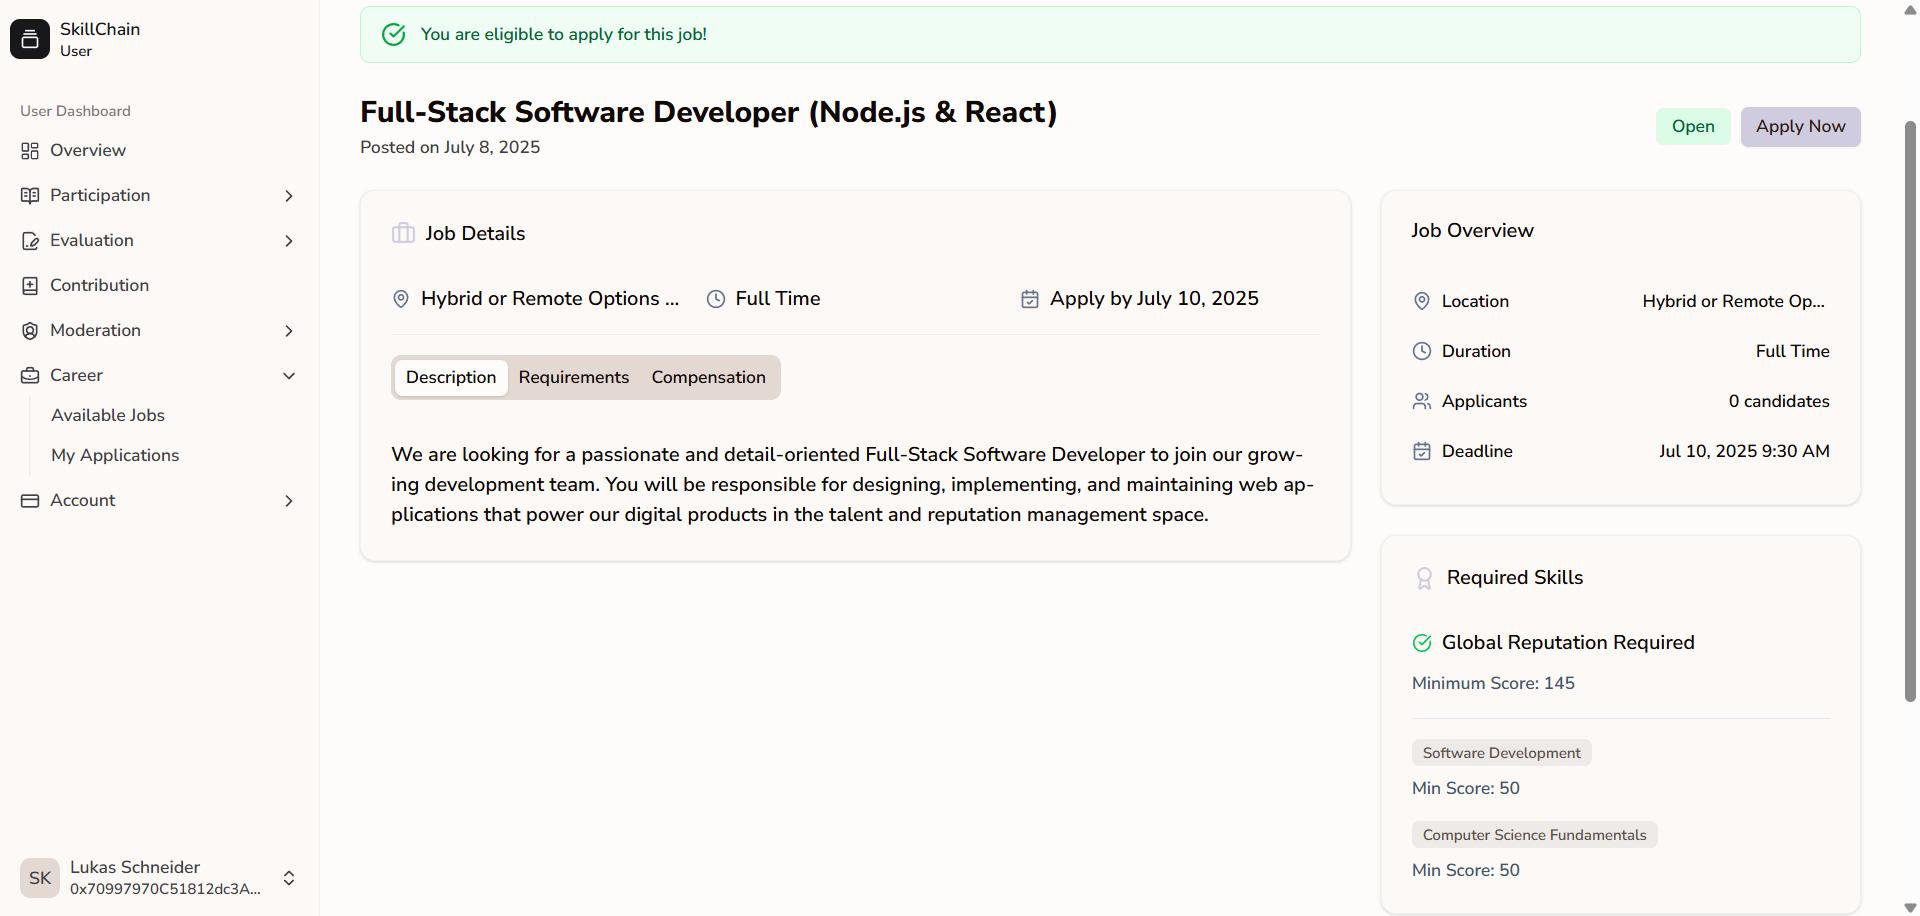 SkillChain
User
User Dashboard
Overview
Participation
Evaluation
Contribution
Moderation
Career
Available Jobs
My Applications
Account
SK
Lukas Schneider
0x70997970C51812dc3A...
You are eligible to apply for this job!
Full-Stack Software Developer (Node.js & React)
Posted on July 8, 2025
Open
Apply Now
Job Details
Hybrid or Remote Options ...
Full Time
Apply by July 10, 2025
Description
Requirements
Compensation
We are looking for a passionate and detail-oriented Full-Stack Software Developer to join our grow-
ing development team. You will be responsible for designing, implementing, and maintaining web ap-
plications that power our digital products in the talent and reputation management space.
Job Overview
Location
Hybrid or Remote Op...
Duration
Full Time
Applicants
0 candidates
Deadline
Jul 10, 2025 9:30 AM
Required Skills
Global Reputation Required
Minimum Score: 145
Software Development
Min Score: 50
Computer Science Fundamentals
Min Score: 50